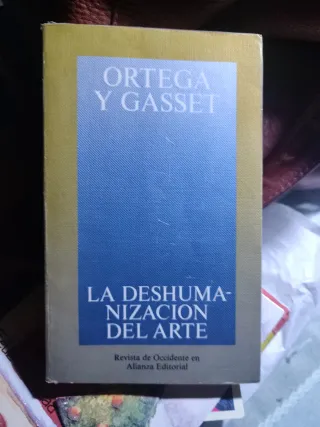 ORTEGA
Y GASSET
LA DESHUMA-
NIZACION
DEL ARTE
Revista de Occidente en
Alianza Editorial